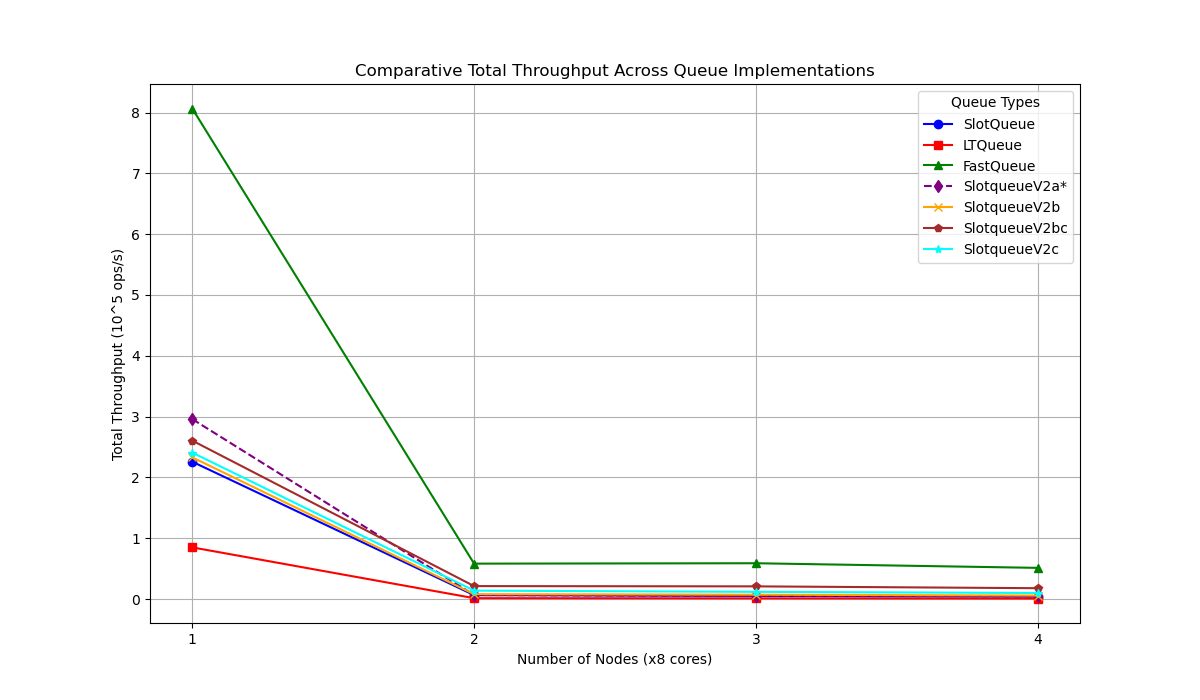 Comparative Total Throughput Across Queue Implementations
Total Throughput (10^5 ops/s)
8
7
6
5
4
3
2
1
0
Queue Types
SlotQueue
LTQueue
FastQueue
SlotqueueV2a*
SlotqueueV2b
SlotqueueV2bc
SlotqueueV2c
1 2 3 4
Number of Nodes (x8 cores)